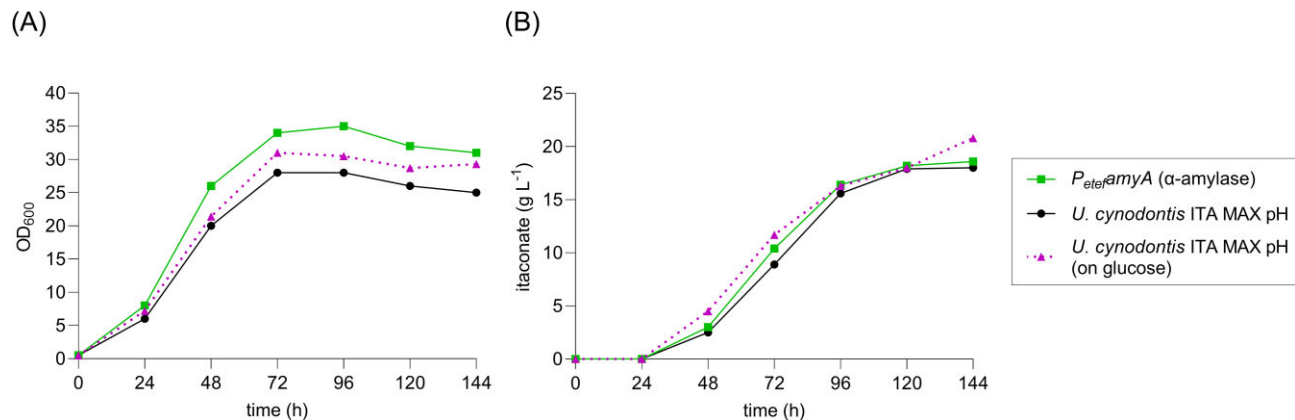 (A)
(B)
40
35
30
25
20
15
10
5
0
OD600
0 24 48 72 96 120 144
time (h)
25
20
15
10
5
0
itaconate (g L-1)
0 24 48 72 96 120 144
time (h)
PetefamyA (α-amylase)
U. cynodontis ITA MAX pH
U. cynodontis ITA MAX pH
(on glucose)